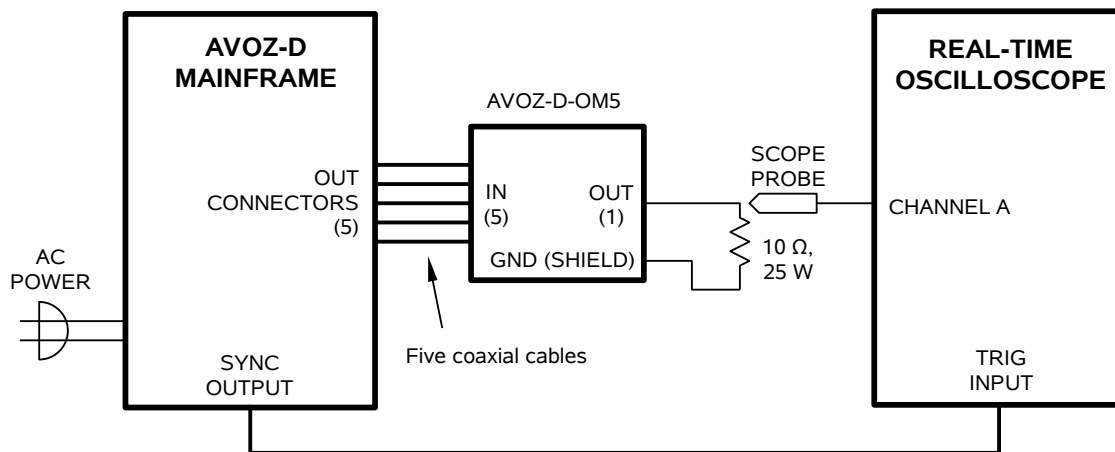 AVOZ-D
MAINFRAME
OUT
CONNECTORS
(5)
AC
POWER
SYNC
OUTPUT
AVOZ-D-OM5
IN
(5)
OUT
(1)
GND (SHIELD)
Five coaxial cables
SCOPE
PROBE
10 Ω,
25 W
REAL-TIME
OSCILLOSCOPE
CHANNEL A
TRIG
INPUT